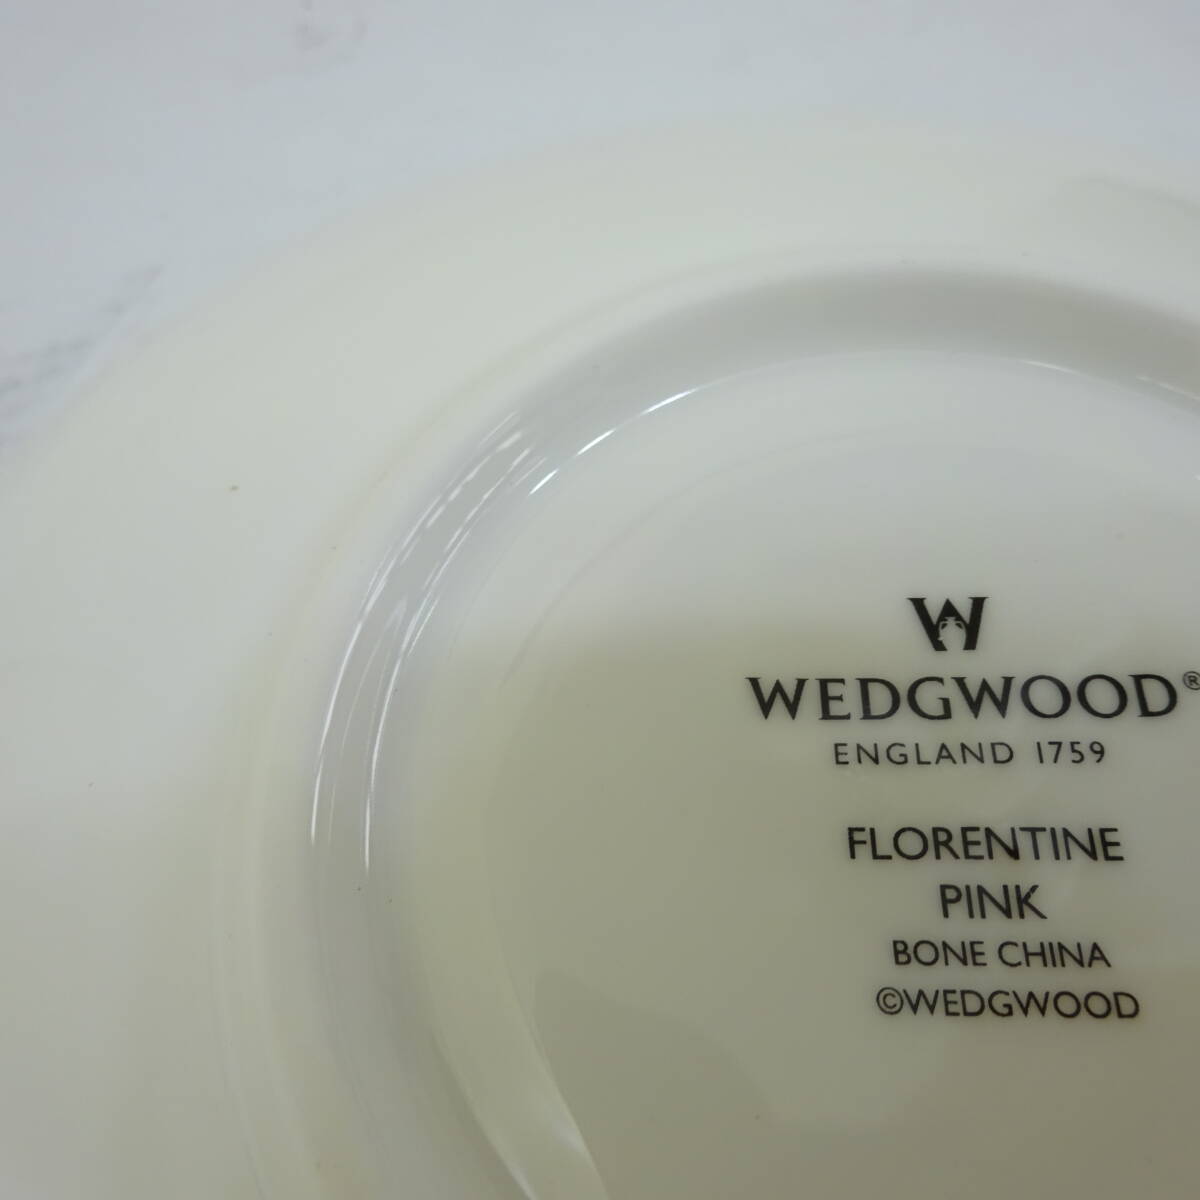 W
WEDGWOOD®
ENGLAND 1759
FLORENTINE
PINK
BONE CHINA
©WEDGWOOD